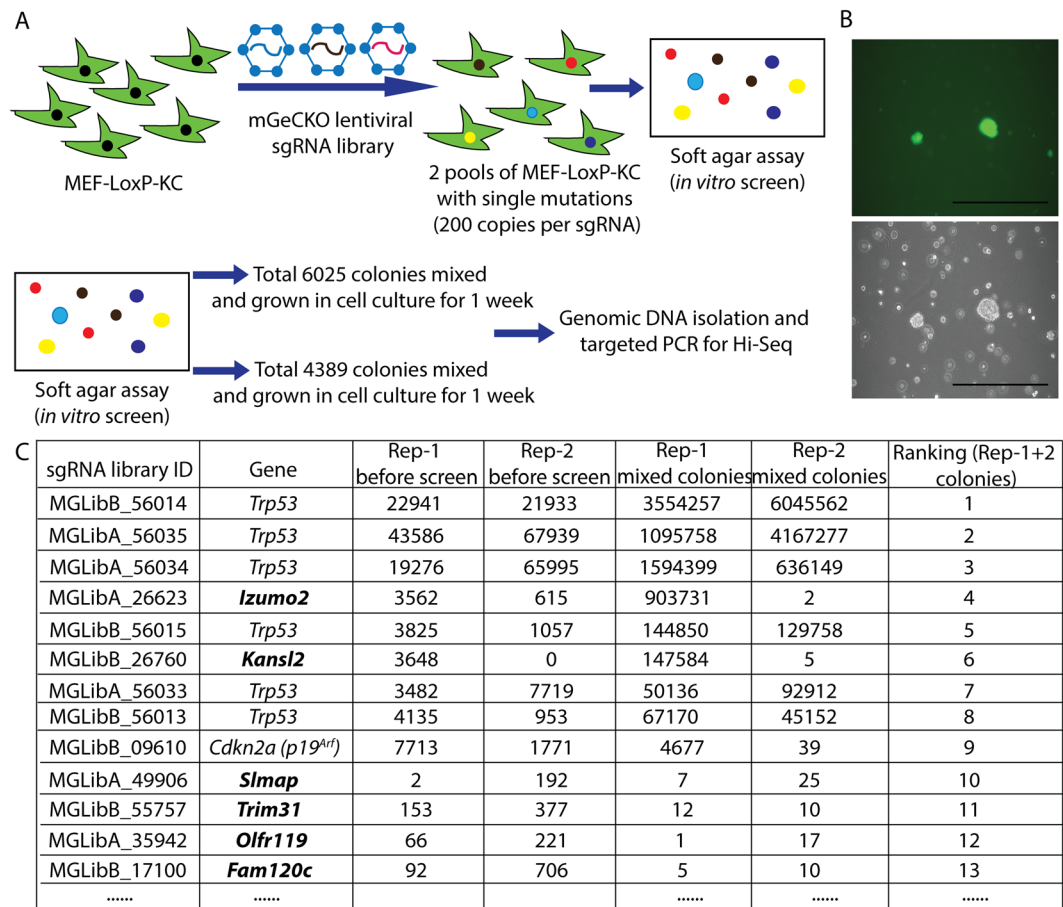 A
mGeCKO lentiviral
sgRNA library
MEF-LoxP-KC
2 pools of MEF-LoxP-KC
with single mutations
(200 copies per sgRNA)
Soft agar assay
(in vitro screen)
B
Soft agar assay
(in vitro screen)
Total 6025 colonies mixed
and grown in cell culture for 1 week
Total 4389 colonies mixed
and grown in cell culture for 1 week
Genomic DNA isolation and
targeted PCR for Hi-Seq
C
sgRNA library ID Gene Rep-1 before screen Rep-2 before screen Rep-1 mixed colonies Rep-2 mixed colonies Ranking (Rep-1+2 colonies)
MGLibB_56014 Trp53 22941 21933 3554257 6045562 1
MGLibA_56035 Trp53 43586 67939 1095758 4167277 2
MGLibA_56034 Trp53 19276 65995 1594399 636149 3
MGLibA_26623 Izumo2 3562 615 903731 2 4
MGLibB_56015 Trp53 3825 1057 144850 129758 5
MGLibB_26760 Kansl2 3648 0 147584 5 6
MGLibA_56033 Trp53 3482 7719 50136 92912 7
MGLibB_56013 Trp53 4135 953 67170 45152 8
MGLibB_09610 Cdkn2a (p19Arf) 7713 1771 4677 39 9
MGLibA_49906 Slmap 2 192 7 25 10
MGLibB_55757 Trim31 153 377 12 10 11
MGLibA_35942 Olfr119 66 221 1 17 12
MGLibB_17100 Fam120c 92 706 5 10 13
...... ...... ...... ...... ......